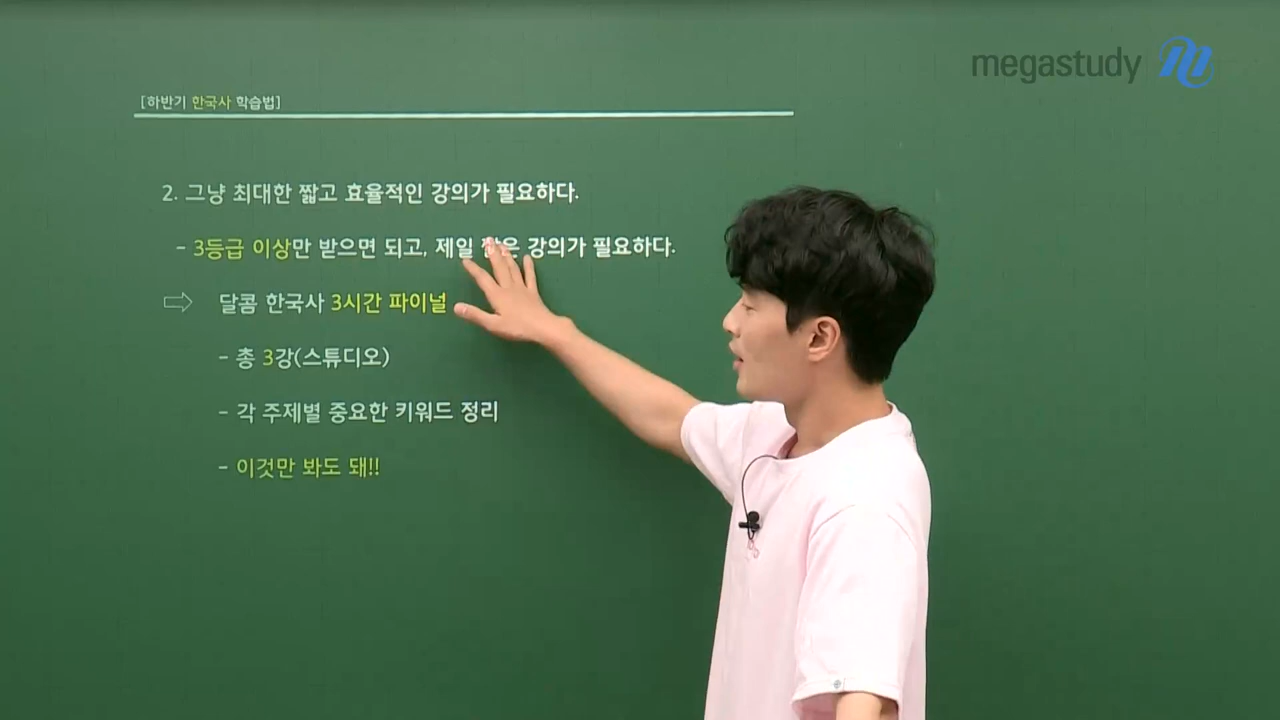 megastudy
[하반기 한국사 학습법]
2. 그냥 최대한 짧고 효율적인 강의가 필요하다.
- 3등급 이상만 받으면 되고, 제일 짧은 강의가 필요하다.
⇨ 달콤 한국사 3시간 파이널
- 총 3강(스튜디오)
- 각 주제별 중요한 키워드 정리
- 이것만 봐도 돼!!